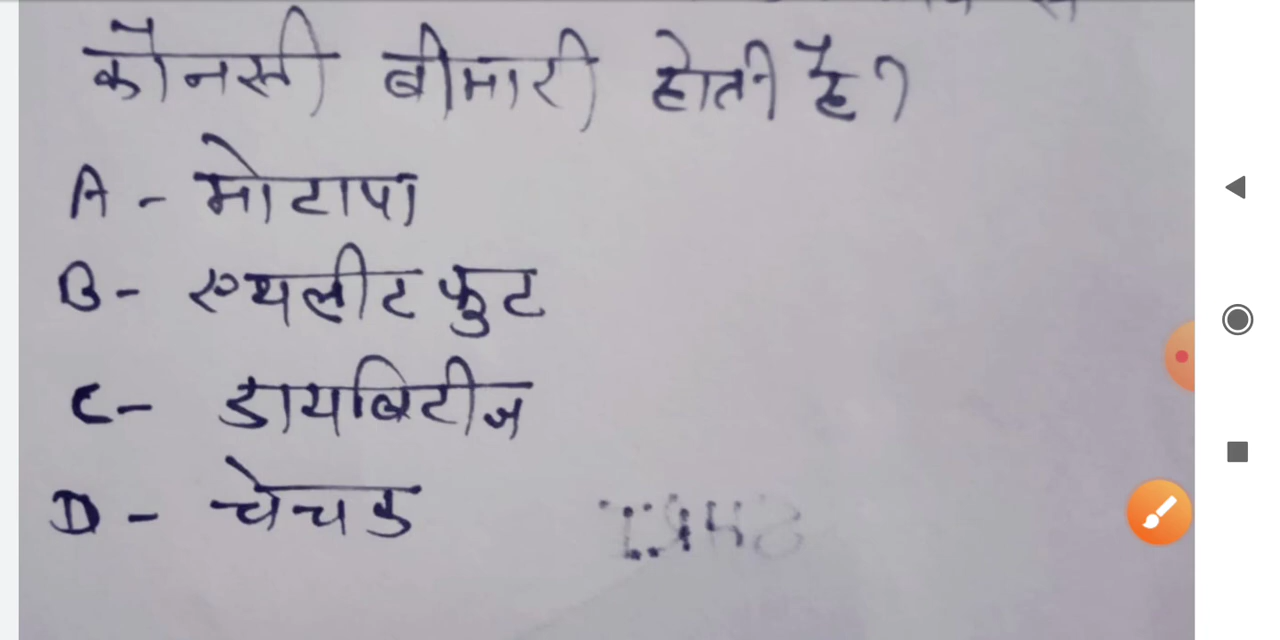 कौनसी बीमारी होती है?
A - मोटापा
B - एथलीट फुट
C - डायबिटीज
D - चेचक